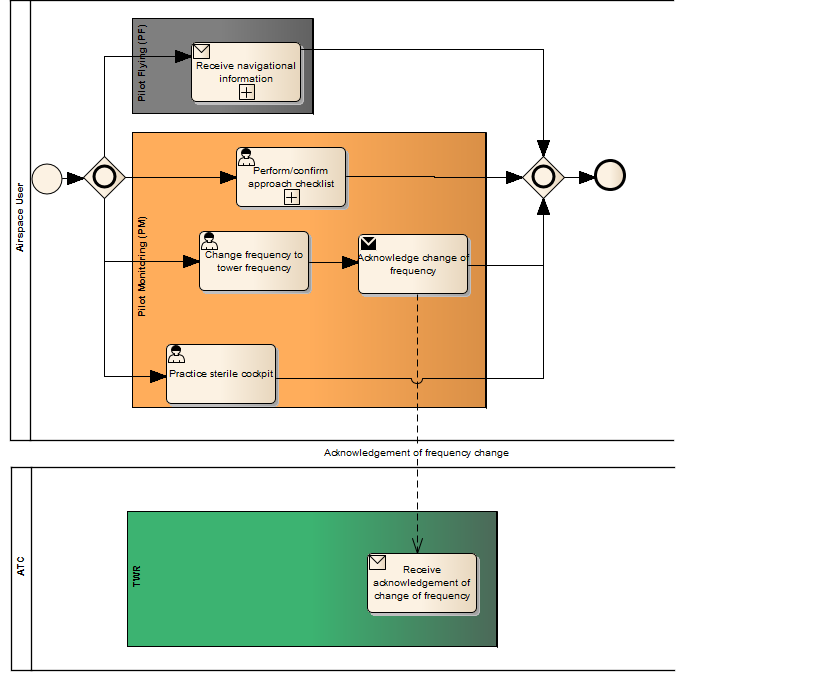 Airspace User
Pilot Flying (PF)
Receive navigational
information
Pilot Monitoring (PM)
Perform/confirm
approach checklist
Change frequency to
tower frequency
Acknowledge change of
frequency
Practice sterile cockpit
Acknowledgement of frequency change
ATC
TWR
Receive
acknowledgement of
change of frequency